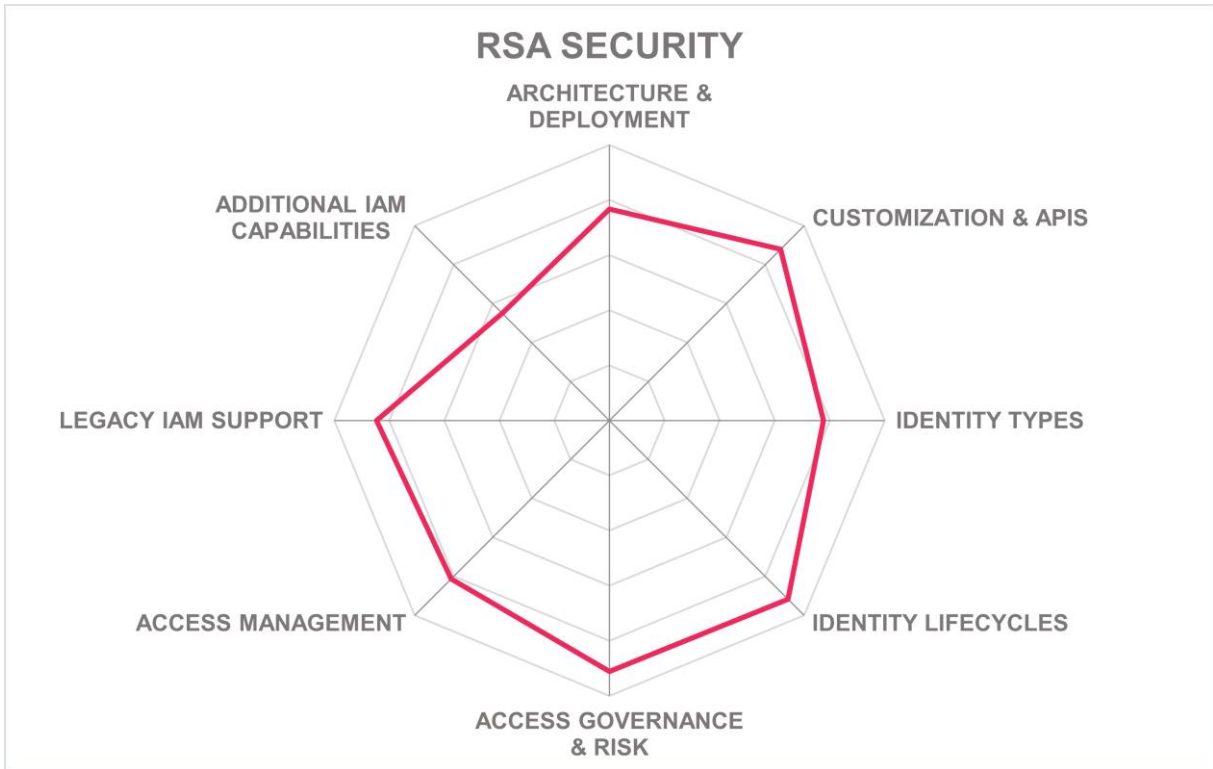 RSA SECURITY
ARCHITECTURE &
DEPLOYMENT
ADDITIONAL IAM
CAPABILITIES
CUSTOMIZATION & APIS
LEGACY IAM SUPPORT
IDENTITY TYPES
ACCESS MANAGEMENT
IDENTITY LIFECYCLES
ACCESS GOVERNANCE
& RISK